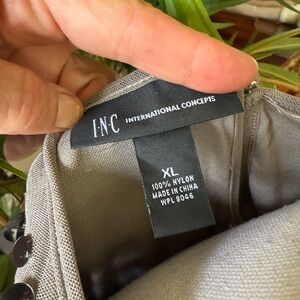 I·N·C INTERNATIONAL CONCEPTS
XL
100% NYLON
MADE IN CHINA
WPL 8046